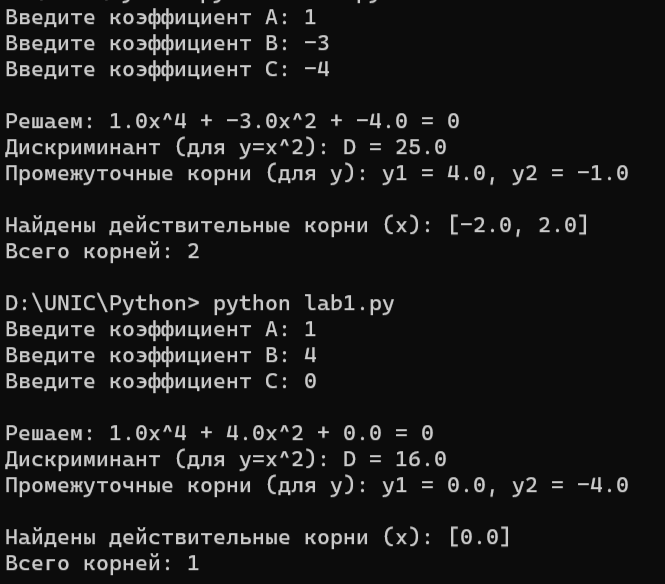 Введите коэффициент A: 1
Введите коэффициент B: -3
Введите коэффициент C: -4
Решаем: 1.0x^4 + -3.0x^2 + -4.0 = 0
Дискриминант (для y=x^2): D = 25.0
Промежуточные корни (для y): y1 = 4.0, y2 = -1.0
Найдены действительные корни (x): [-2.0, 2.0]
Всего корней: 2
D:\UNIC\Python> python lab1.py
Введите коэффициент A: 1
Введите коэффициент B: 4
Введите коэффициент C: 0
Решаем: 1.0x^4 + 4.0x^2 + 0.0 = 0
Дискриминант (для y=x^2): D = 16.0
Промежуточные корни (для y): y1 = 0.0, y2 = -4.0
Найдены действительные корни (x): [0.0]
Всего корней: 1